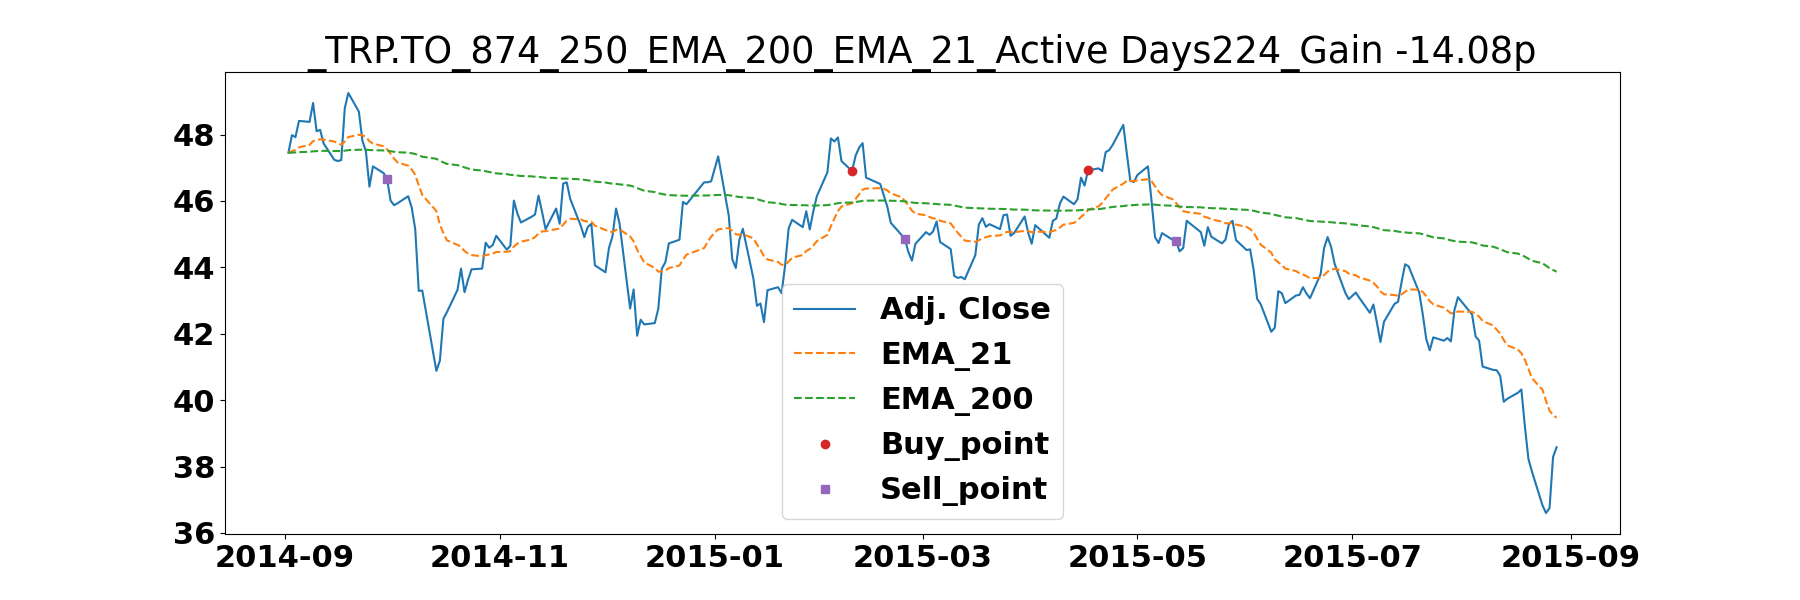 _TRP.TO_874_250_EMA_200_EMA_21_Active Days224_Gain -14.08p
48
46
44
42
40
38
36
Adj. Close
EMA_21
EMA_200
Buy_point
Sell_point
2014-09 2014-11 2015-01 2015-03 2015-05 2015-07 2015-09